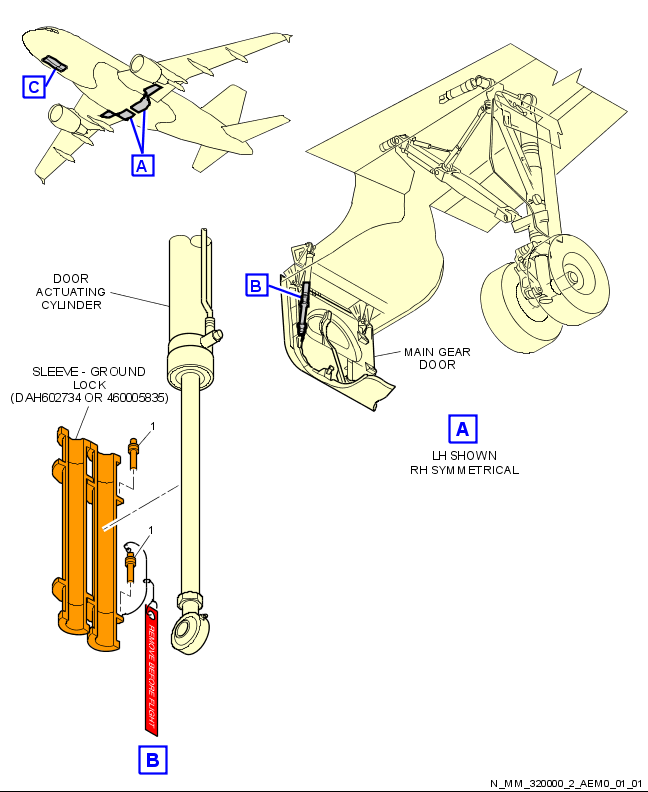 C
A
B
DOOR
ACTUATING
CYLINDER
MAIN GEAR
DOOR
SLEEVE - GROUND
LOCK
(DAH602734 OR 460005835)
1
A
LH SHOWN
RH SYMMETRICAL
1
REMOVE BEFORE FLIGHT
B
N_MM_320000_2_AEM0_01_01